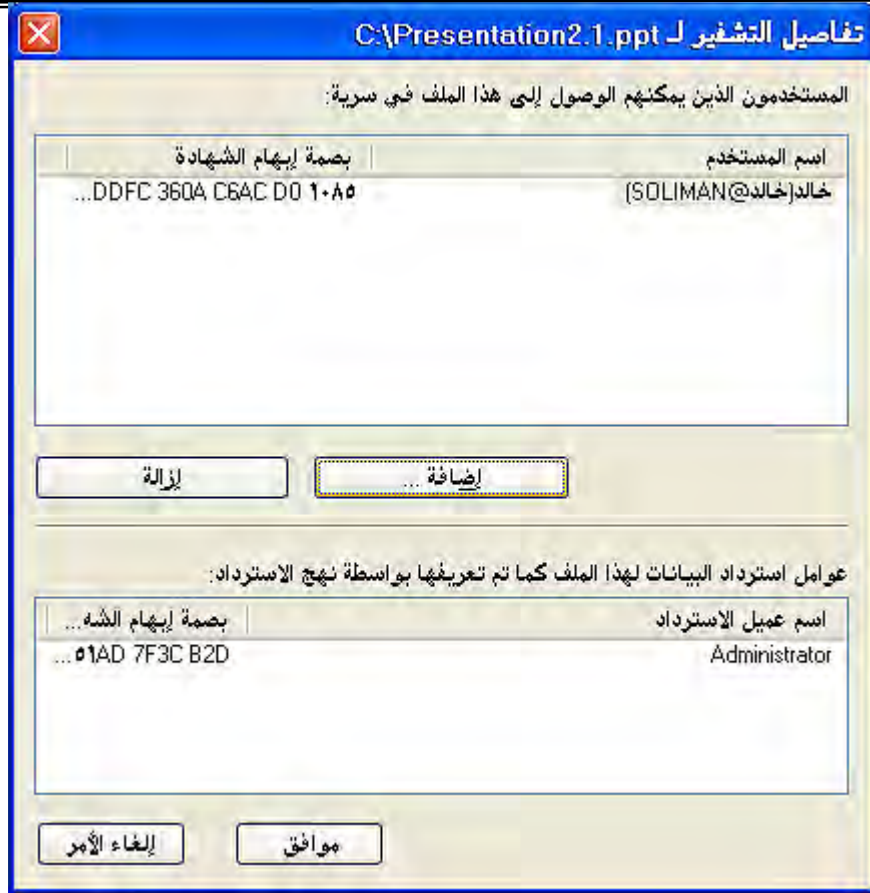 تفاصيل التشفير لـ C:\Presentation2.1.ppt
المستخدمون الذين يمكنهم الوصول إلى هذا الملف في سرية:
اسم المستخدم بصمة إبهام الشهادة
خالد(خالد@SOLIMAN) ١٠٨٥ DDFC 360A C6AC D0...
إضافة ... إزالة
عوامل استرداد البيانات لهذا الملف كما تم تعريفها بواسطة نهج الاسترداد:
اسم عميل الاسترداد بصمة إبهام الشه...
Administrator ٥٦AD 7F3C B2D...
موافق إلغاء الأمر